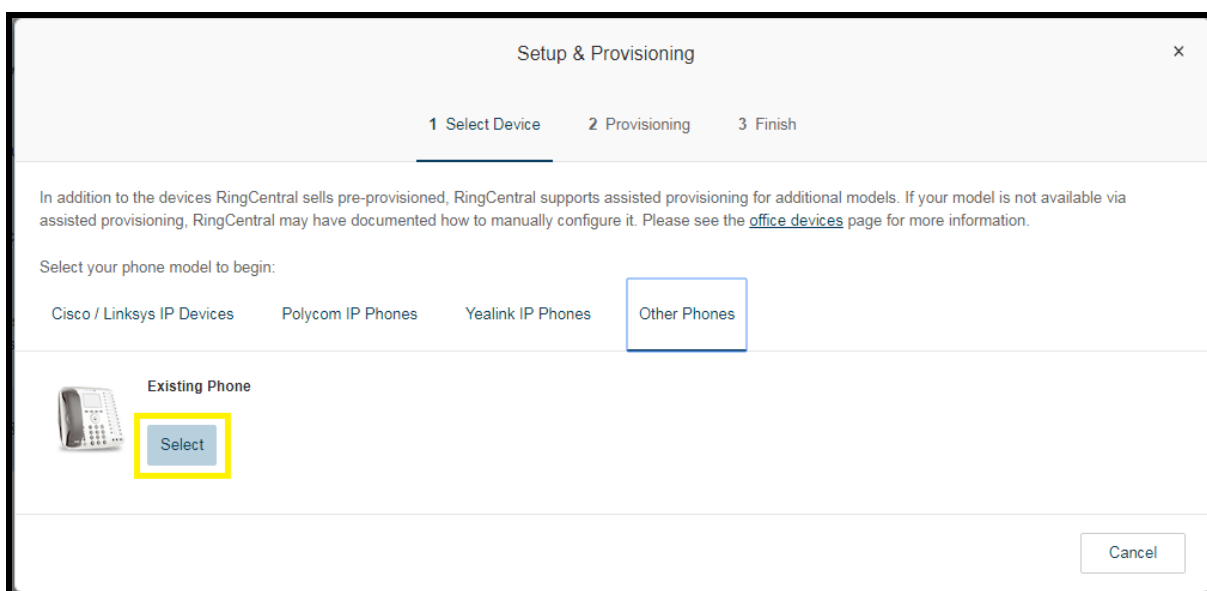 Setup & Provisioning
×
1 Select Device 2 Provisioning 3 Finish
In addition to the devices RingCentral sells pre-provisioned, RingCentral supports assisted provisioning for additional models. If your model is not available via
assisted provisioning, RingCentral may have documented how to manually configure it. Please see the office devices page for more information.
Select your phone model to begin:
Cisco / Linksys IP Devices Polycom IP Phones Yealink IP Phones Other Phones
Existing Phone
Select
Cancel